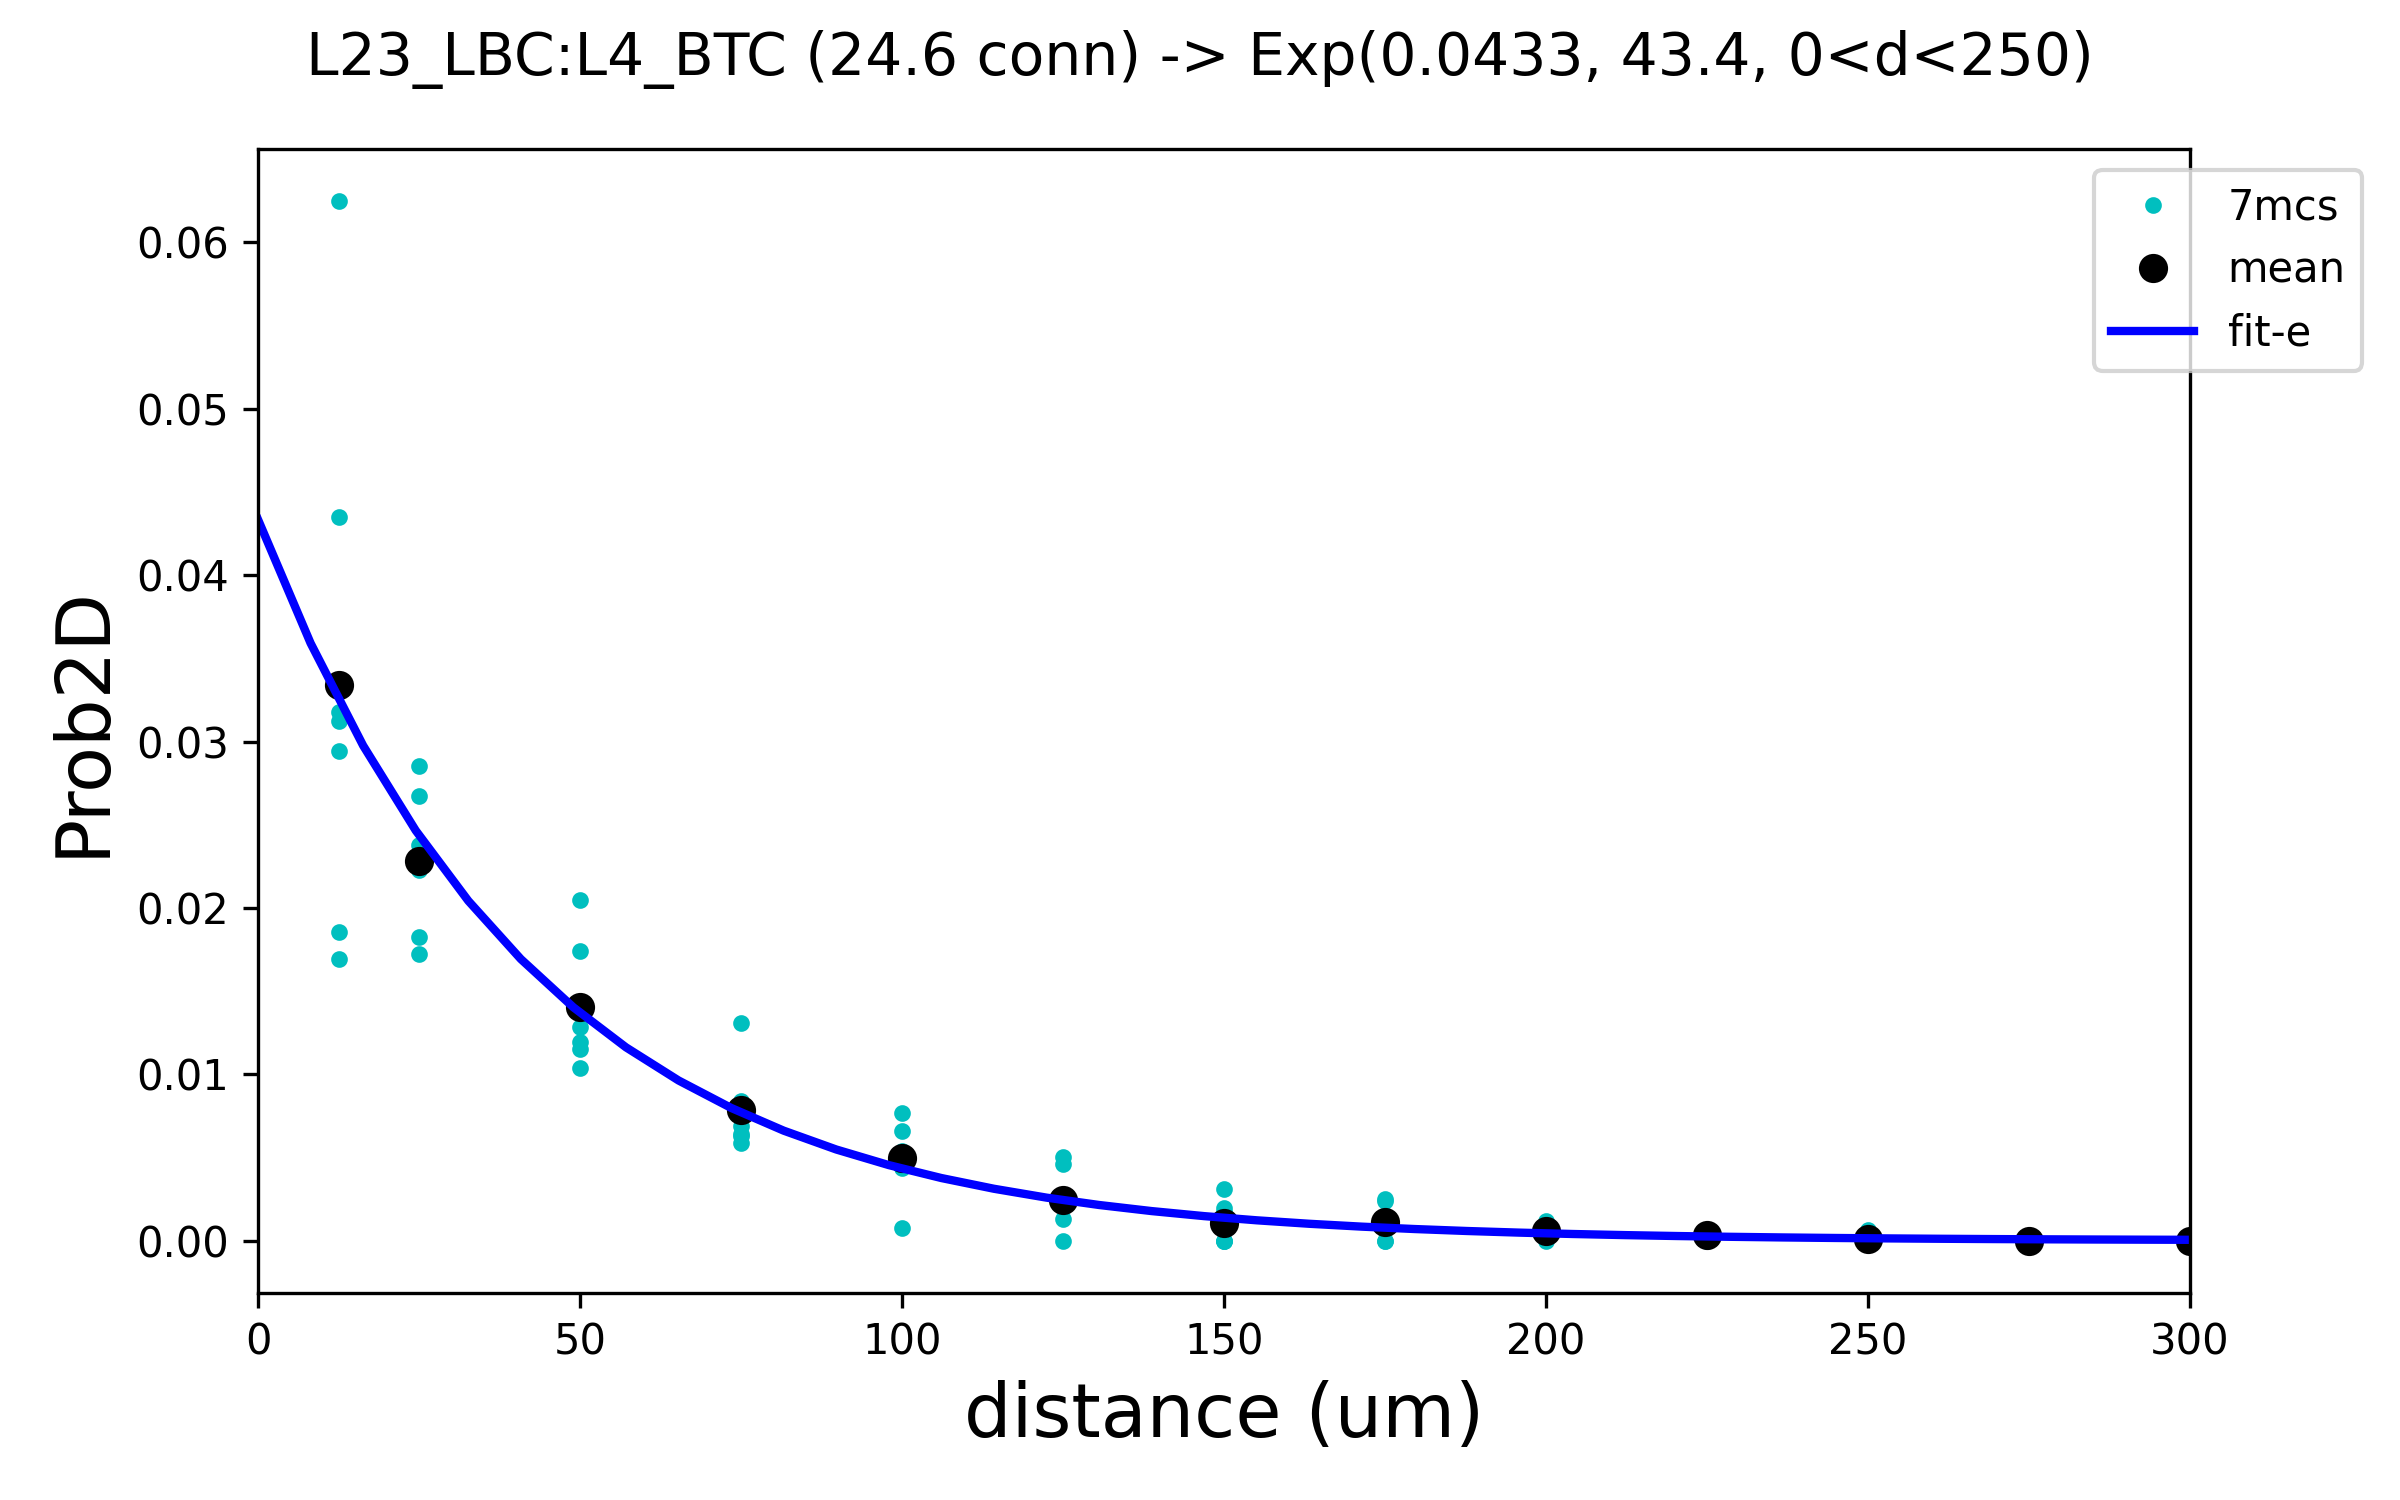 L23_LBC:L4_BTC (24.6 conn) -> Exp(0.0433, 43.4, 0<d<250)
7mcs
mean
fit-e
Prob2D
0.06
0.05
0.04
0.03
0.02
0.01
0.00
0 50 100 150 200 250 300
distance (um)